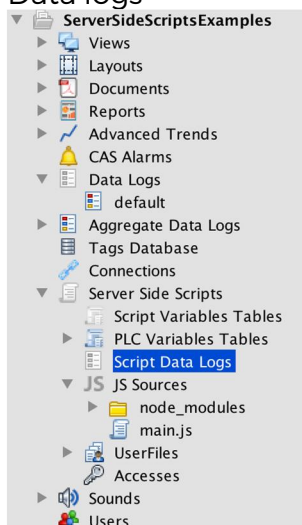 Data logs
ServerSideScriptsExamples
Views
Layouts
Documents
Reports
Advanced Trends
CAS Alarms
Data Logs
default
Aggregate Data Logs
Tags Database
Connections
Server Side Scripts
Script Variables Tables
PLC Variables Tables
Script Data Logs
JS JS Sources
node_modules
main.js
UserFiles
Accesses
Sounds
Users